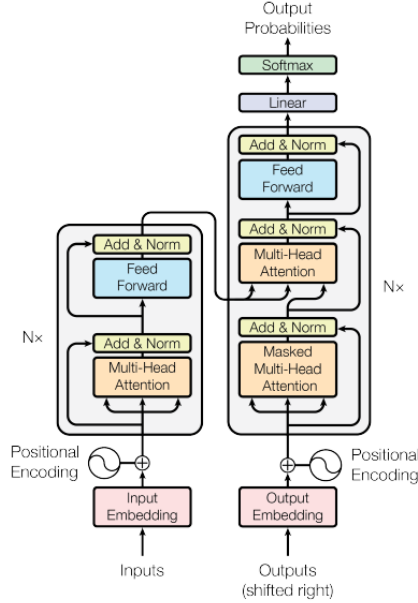 Output
Probabilities
Softmax
Linear
Add & Norm
Feed
Forward
Add & Norm
Multi-Head
Attention
Nx
Add & Norm
Masked
Multi-Head
Attention
Positional
Encoding
Output
Embedding
Outputs
(shifted right)
Add & Norm
Feed
Forward
Nx
Add & Norm
Multi-Head
Attention
Positional
Encoding
Input
Embedding
Inputs